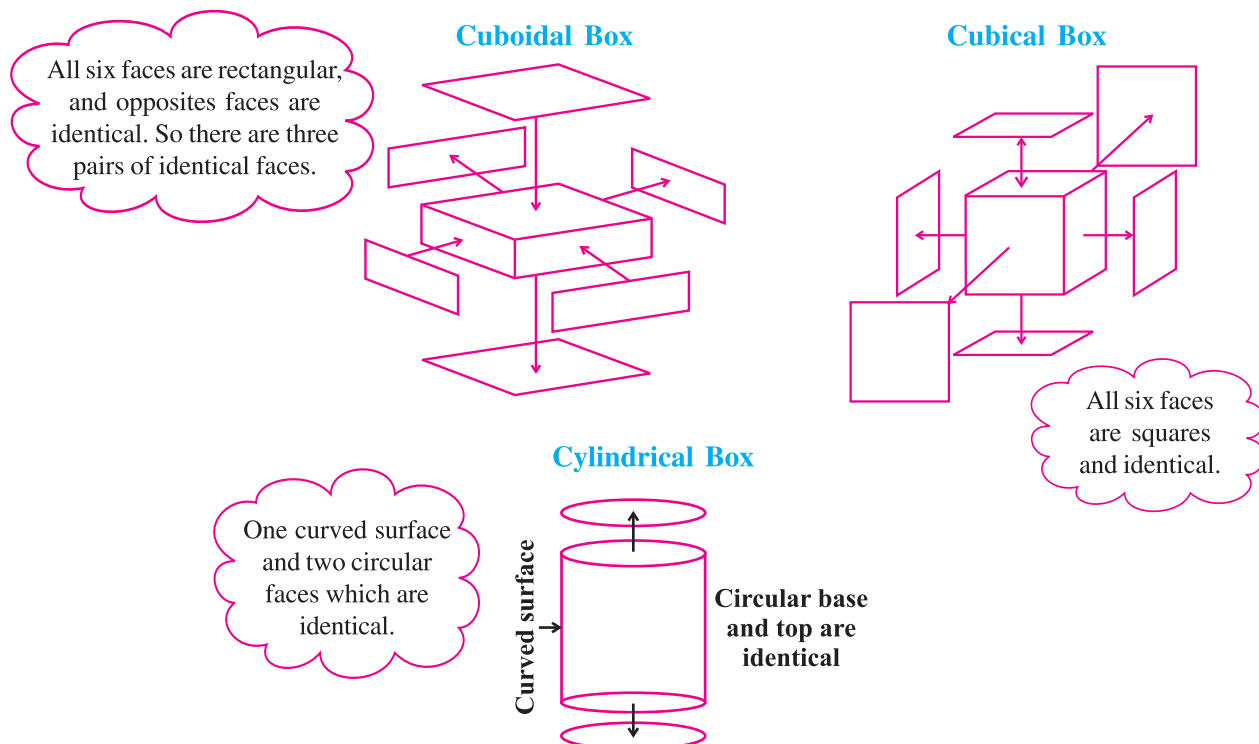 Cuboidal Box
All six faces are rectangular,
and opposites faces are
identical. So there are three
pairs of identical faces.
Cubical Box
All six faces
are squares
and identical.
Cylindrical Box
One curved surface
and two circular
faces which are
identical.
Curved surface
Circular base
and top are
identical